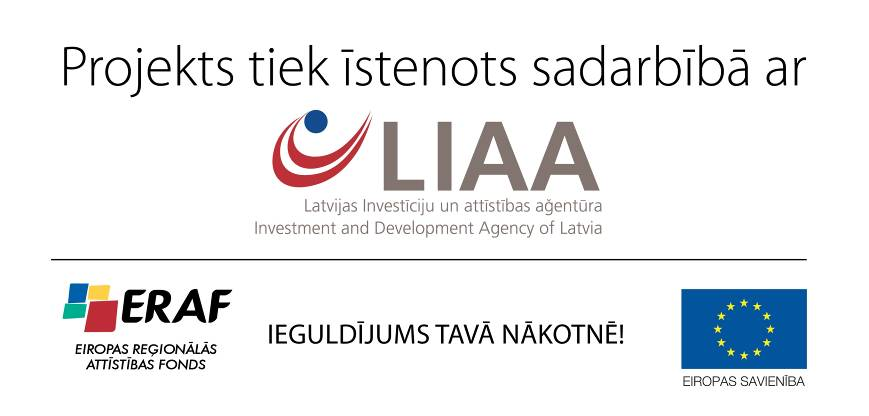 Projekts tiek īstenots sadarbībā ar
LIAA
Latvijas Investīciju un attīstības aģentūra
Investment and Development Agency of Latvia
ERAF
EIROPAS REĢIONĀLĀS
ATTĪSTĪBAS FONDS
IEGULDĪJUMS TAVĀ NĀKOTNĒ!
EIROPAS SAVIENĪBA